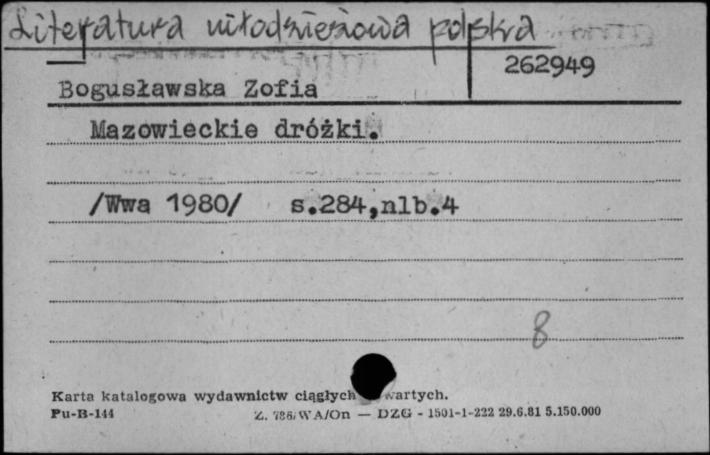 Literatura młodzieżowa polska
262949
Bogusławska Zofia
Mazowieckie dróżki.
/Wwa 1980/ s.284,nlb.4
8
Karta katalogowa wydawnictw ciągłych wartych.
Pu-B-144 Z. 786/WA/On — DZG - 1501-1-222 29.6.81 5.150.000